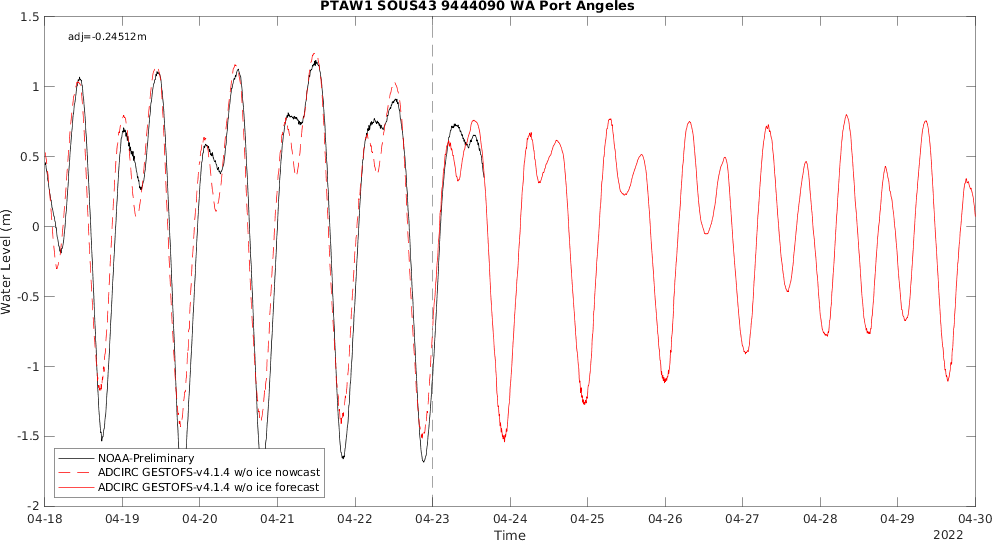 PTAW1 SOUS43 9444090 WA Port Angeles
adj=-0.24512m
1.5
1
0.5
0
-0.5
-1
-1.5
-2
Water Level (m)
NOAA-Preliminary
ADCIRC GESTOFS-v4.1.4 w/o ice nowcast
ADCIRC GESTOFS-v4.1.4 w/o ice forecast
04-18 04-19 04-20 04-21 04-22 04-23 04-24 04-25 04-26 04-27 04-28 04-29 04-30
Time
2022